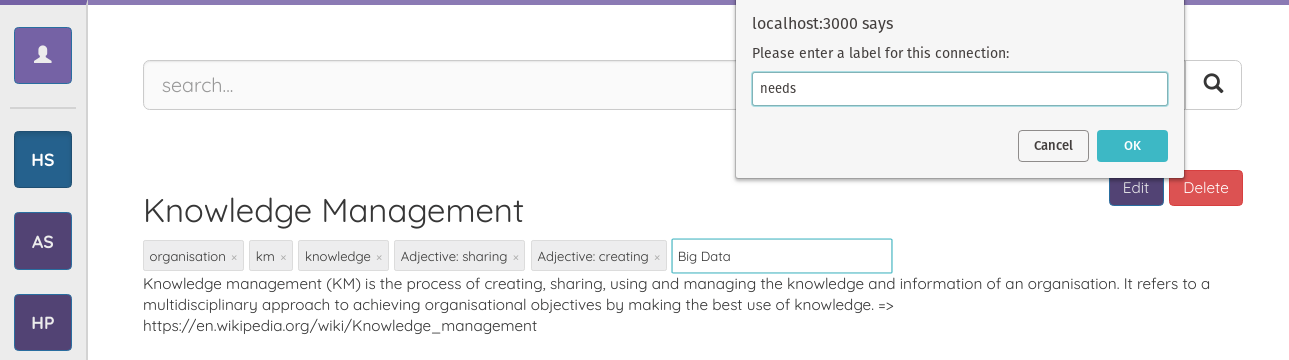 localhost:3000 says
Please enter a label for this connection:
needs
Cancel OK
search...
HS
AS
HP
Edit Delete
Knowledge Management
organisation × km × knowledge × Adjective: sharing × Adjective: creating × Big Data
Knowledge management (KM) is the process of creating, sharing, using and managing the knowledge and information of an organisation. It refers to a
multidisciplinary approach to achieving organisational objectives by making the best use of knowledge. =>
https://en.wikipedia.org/wiki/Knowledge_management